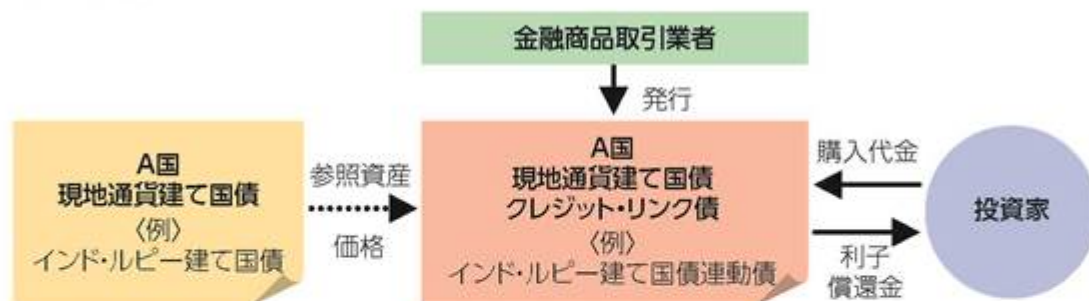 金融商品取引業者
発行
A国
現地通貨建て国債
〈例〉
インド・ルピー建て国債
参照資産
価格
A国
現地通貨建て国債
クレジット・リンク債
〈例〉
インド・ルピー建て国債連動債
購入代金
利子
償還金
投資家